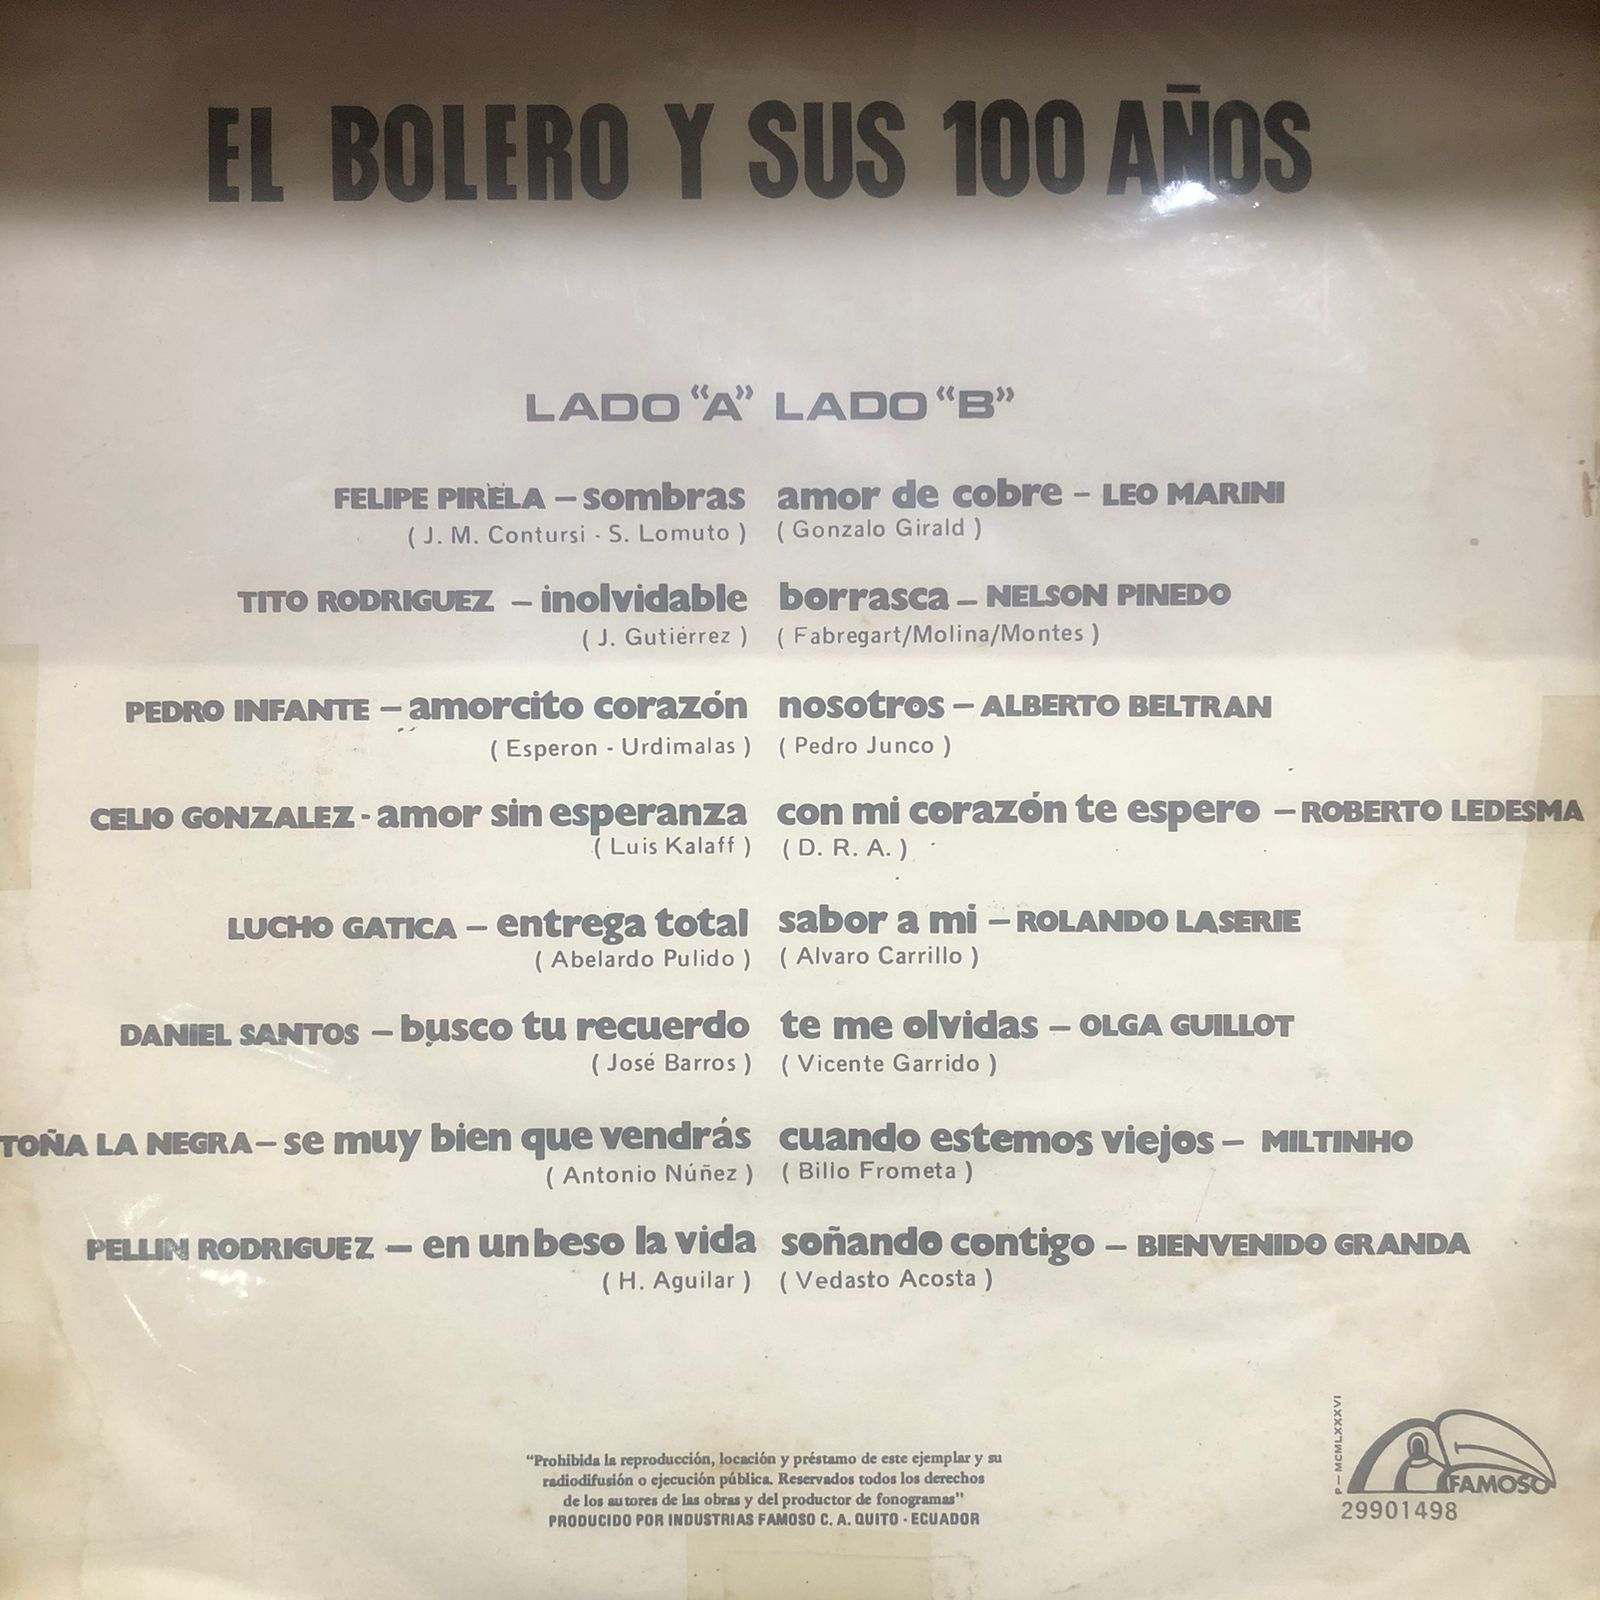 EL BOLERO Y SUS 100 AÑOS
LADO "A"
FELIPE PIRELA – sombras
( J. M. Contursi - S. Lomuto )
TITO RODRIGUEZ – inolvidable
( J. Gutiérrez )
PEDRO INFANTE – amorcito corazón
( Esperon - Urdimalas )
CELIO GONZALEZ - amor sin esperanza
( Luis Kalaff )
LUCHO GATICA – entrega total
( Abelardo Pulido )
DANIEL SANTOS – busco tu recuerdo
( José Barros )
TOÑA LA NEGRA – se muy bien que vendrás
( Antonio Núñez )
PELLIN RODRIGUEZ – en un beso la vida
( H. Aguilar )
LADO "B"
amor de cobre – LEO MARINI
( Gonzalo Girald )
borrasca – NELSON PINEDO
( Fabregart/Molina/Montes )
nosotros – ALBERTO BELTRAN
( Pedro Junco )
con mi corazón te espero – ROBERTO LEDESMA
( D. R. A. )
sabor a mi – ROLANDO LASERIE
( Alvaro Carrillo )
te me olvidas – OLGA GUILLOT
( Vicente Garrido )
cuando estemos viejos – MILTINHO
( Billo Frometa )
soñando contigo – BIENVENIDO GRANDA
( Vedasto Acosta )
"Prohibida la reproducción, locación y préstamo de este ejemplar y su
radiodifusión o ejecución pública. Reservados todos los derechos
de los autores de las obras y del productor de fonogramas"
PRODUCIDO POR INDUSTRIAS FAMOSO C. A. QUITO - ECUADOR
P – MCMLXXXVI
FAMOSO
29901498